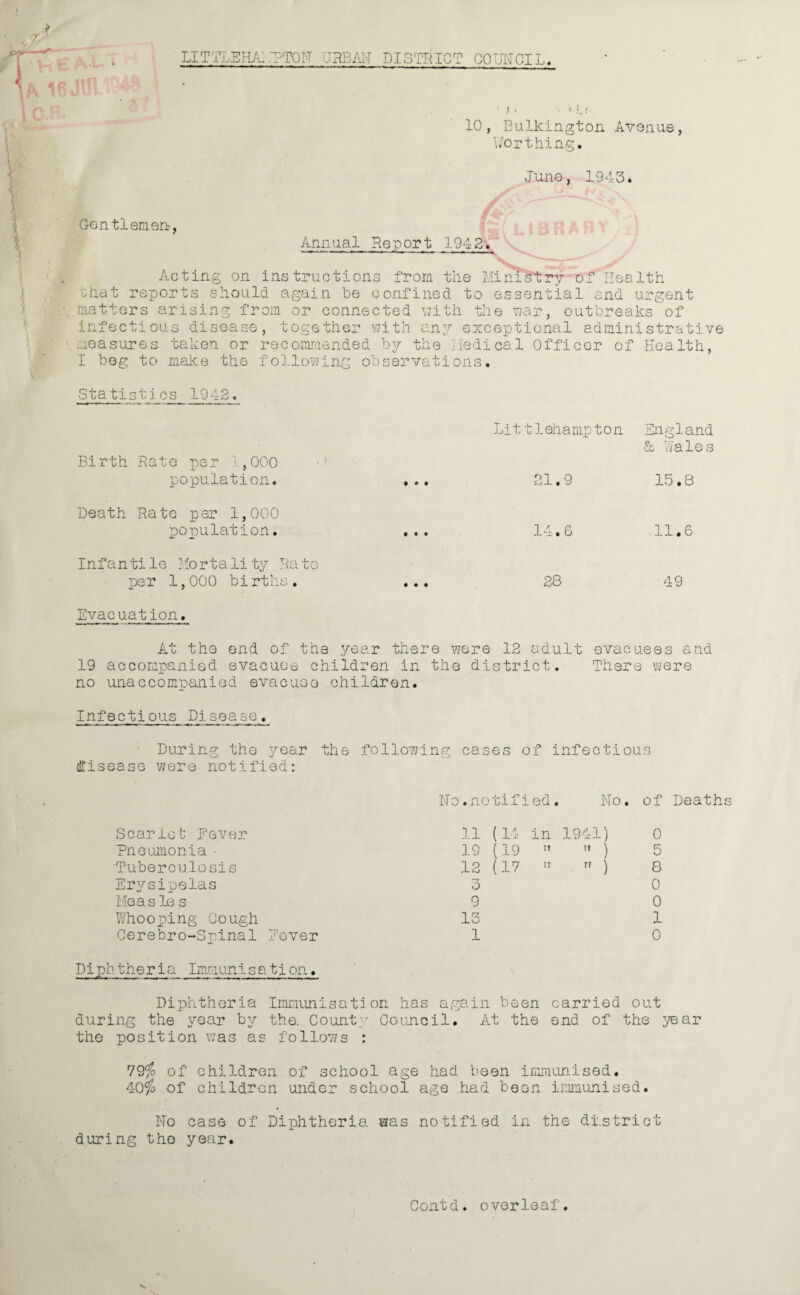 LITTLEHAMPTON URBAN DISTRICT COUNCIL.
HEALTH
16 JUL 1943
10, Bulkington Avenue,
Worthing.
June, 1943.
LIBRARY
Gentlemen,
Annual Report 1942.
Acting on instructions from the Ministry of Health
that reports should again be confined to essential and urgent
matters arising from or connected with the war, outbreaks of
infectious disease, together with any exceptional administrative
measures taken or recommended by the Medical Officer of Health,
I beg to make the following observations.
Statistics 1942.
Littlehampton England
& Wales
Birth Rate per 1,000
population. ... 21.9 15.8
Death Rate per 1,000
population. ... 14.6 11.6
Infantile Mortality Rate
per 1,000 births. ... 28 49
Evacuation.
At the end of the year there were 12 adult evacuees and
19 accompanied evacuee children in the district. There were
no unaccompanied evacuee children.
Infectious Disease.
During the year the following cases of infectious
disease were notified:
No.notified. No. of Deaths
Scarlet Fever 11 (14 in 1941) 0
Pneumonia - 19 (19 " " ) 5
Tuberculosis 12 (17 " " ) 8
Erysipelas 3 0
Measles 9 0
Whooping Cough 13 1
Cerebro-Spinal Fever 1 0
Diphtheria Immunisation.
Diphtheria Immunisation has again been carried out
during the year by the County Council. At the end of the year
the position was as follows :
79% of children of school age had been immunised.
40% of children under school age had been immunised.
No case of Diphtheria was notified in the district
during the year.
Contd. overleaf.